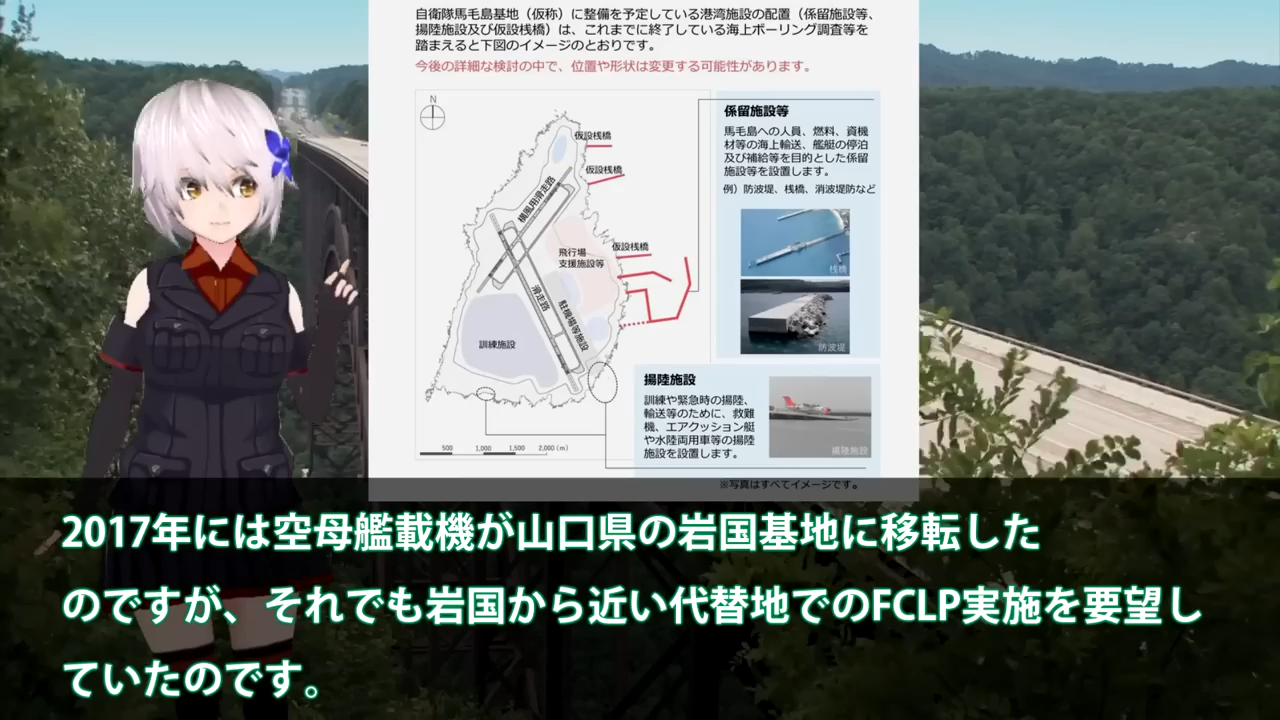 自衛隊馬毛島基地（仮称）に整備を予定している港湾施設の配置（係留施設等、
揚陸施設及び仮設桟橋）は、これまでに終了している海上ボーリング調査等を
踏まえると下図のイメージのとおりです。
今後の詳細な検討の中で、位置や形状は変更する可能性があります。
N
仮設桟橋
仮設桟橋
横風用滑走路
仮設桟橋
飛行場
支援施設等
滑走路
駐機場等施設
訓練施設
500 1,000 1,500 2,000 (m)
係留施設等
馬毛島への人員、燃料、資機
材等の海上輸送、艦艇の停泊
及び補給等を目的とした係留
施設等を設置します。
例）防波堤、桟橋、消波堤防など
桟橋
防波堤
揚陸施設
訓練や緊急時の揚陸、
輸送等のために、救難
機、エアクッション艇
や水陸両用車等の揚陸
施設を設置します。
揚陸施設
※写真はすべてイメージです。
2017年には空母艦載機が山口県の岩国基地に移転した
のですが、それでも岩国から近い代替地でのFCLP実施を要望し
ていたのです。